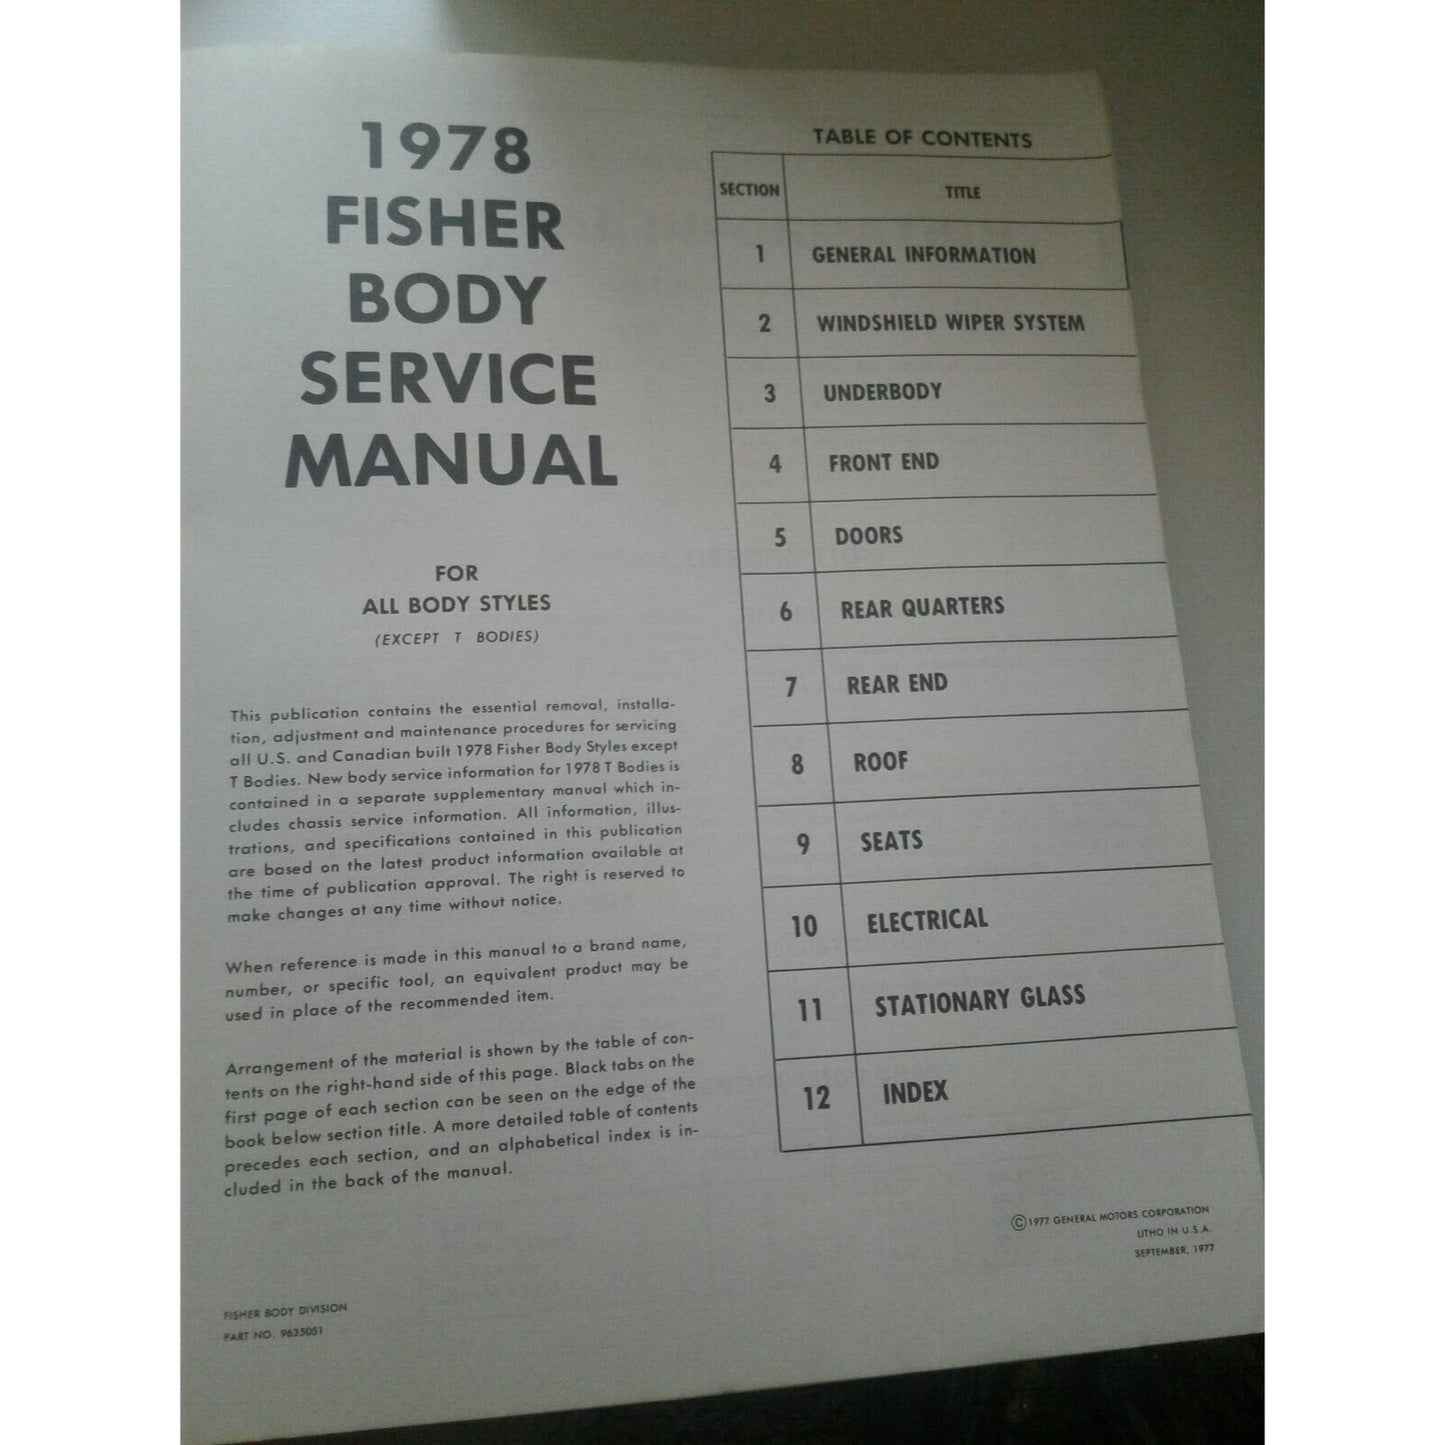 1978
FISHER
BODY
SERVICE
MANUAL
FOR
ALL BODY STYLES
(EXCEPT T BODIES)
This publication contains the essential removal, installa-
tion, adjustment and maintenance procedures for servicing
all U.S. and Canadian built 1978 Fisher Body Styles except
T Bodies. New body service information for 1978 T Bodies is
contained in a separate supplementary manual which in-
cludes chassis service information. All information, illus-
trations, and specifications contained in this publication
are based on the latest product information available at
the time of publication approval. The right is reserved to
make changes at any time without notice.
When reference is made in this manual to a brand name,
number, or specific tool, an equivalent product may be
used in place of the recommended item.
Arrangement of the material is shown by the table of con-
tents on the right-hand side of this page. Black tabs on the
first page of each section can be seen on the edge of the
book below section title. A more detailed table of contents
precedes each section, and an alphabetical index is in-
cluded in the back of the manual.
FISHER BODY DIVISION
PART NO. 9635051
TABLE OF CONTENTS
SECTION TITLE
1 GENERAL INFORMATION
2 WINDSHIELD WIPER SYSTEM
3 UNDERBODY
4 FRONT END
5 DOORS
6 REAR QUARTERS
7 REAR END
8 ROOF
9 SEATS
10 ELECTRICAL
11 STATIONARY GLASS
12 INDEX
©1977 GENERAL MOTORS CORPORATION
LITHO IN U.S.A.
SEPTEMBER, 1977